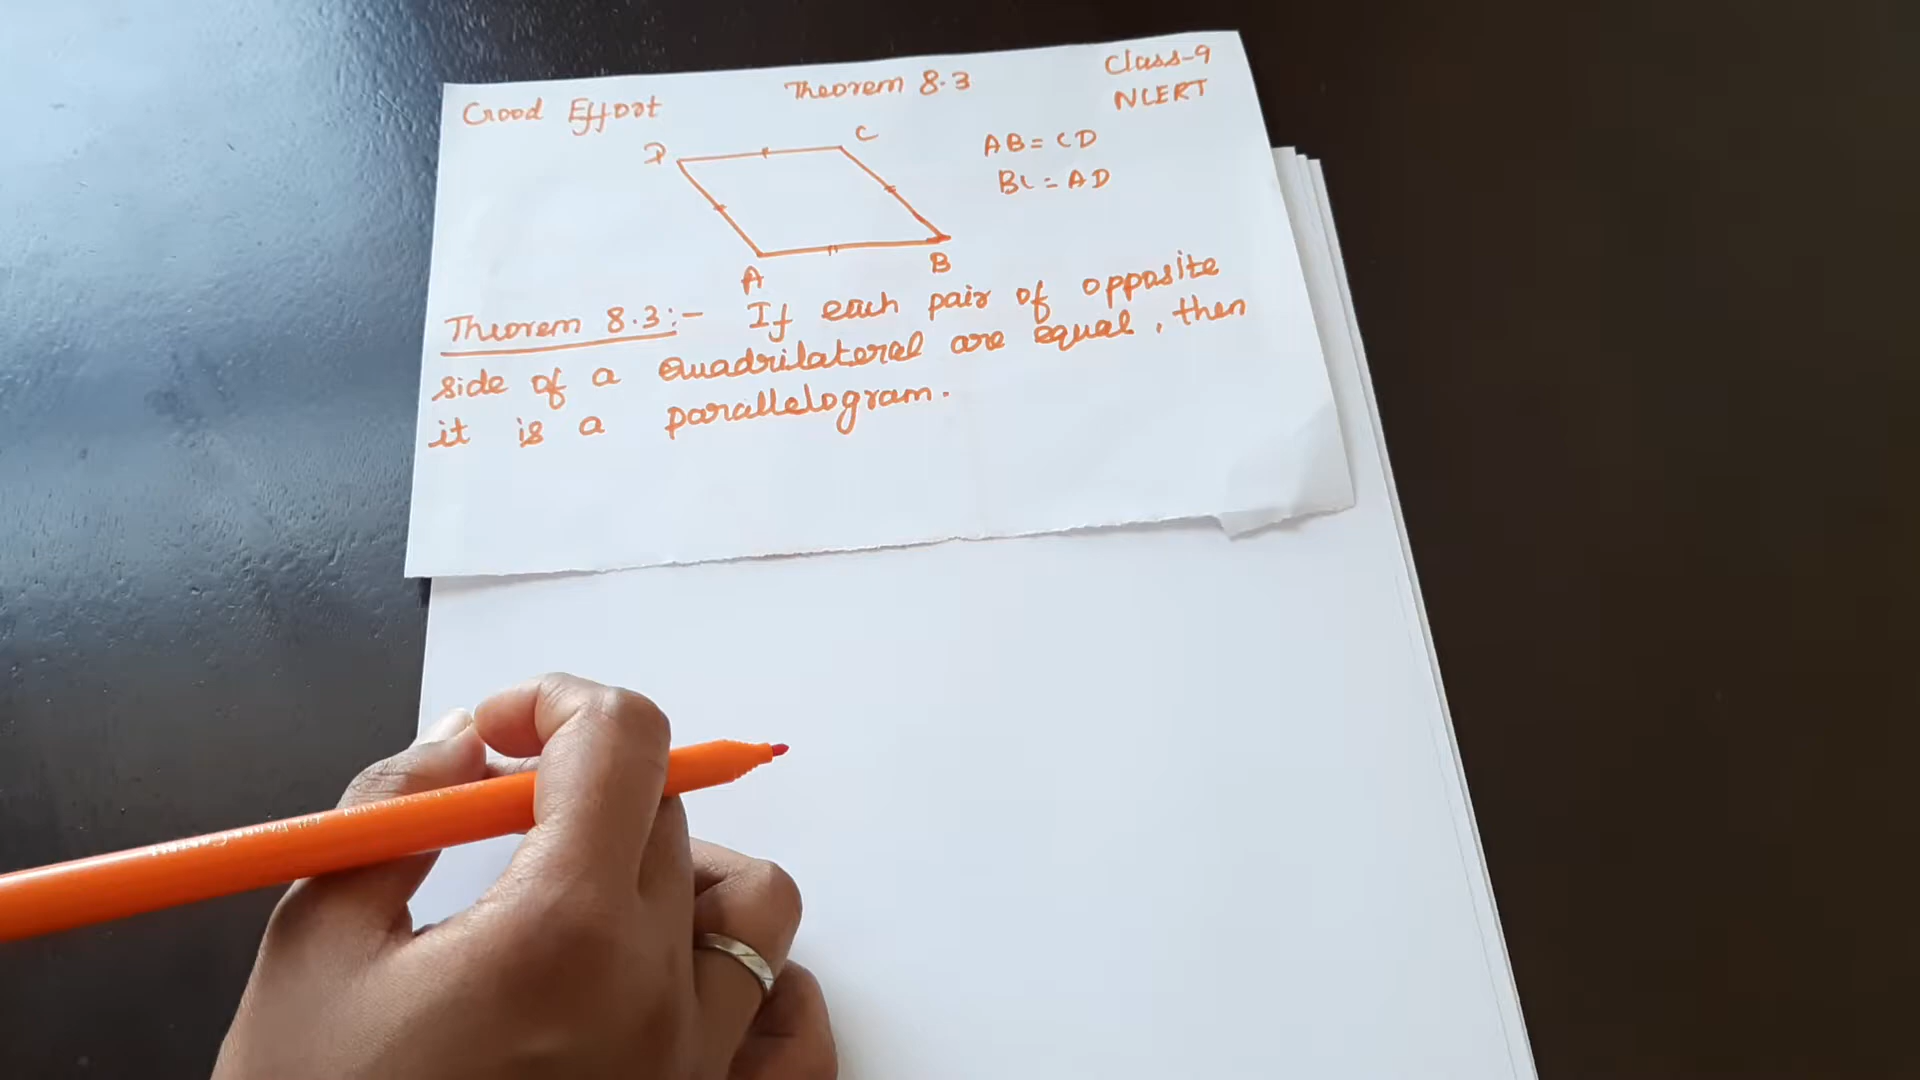 Good Effort
Theorem 8.3
Class-9
NCERT
D
C
A
B
AB = CD
BC = AD
Theorem 8.3:- If each pair of opposite
side of a quadrilateral are equal, then
it is a parallelogram.